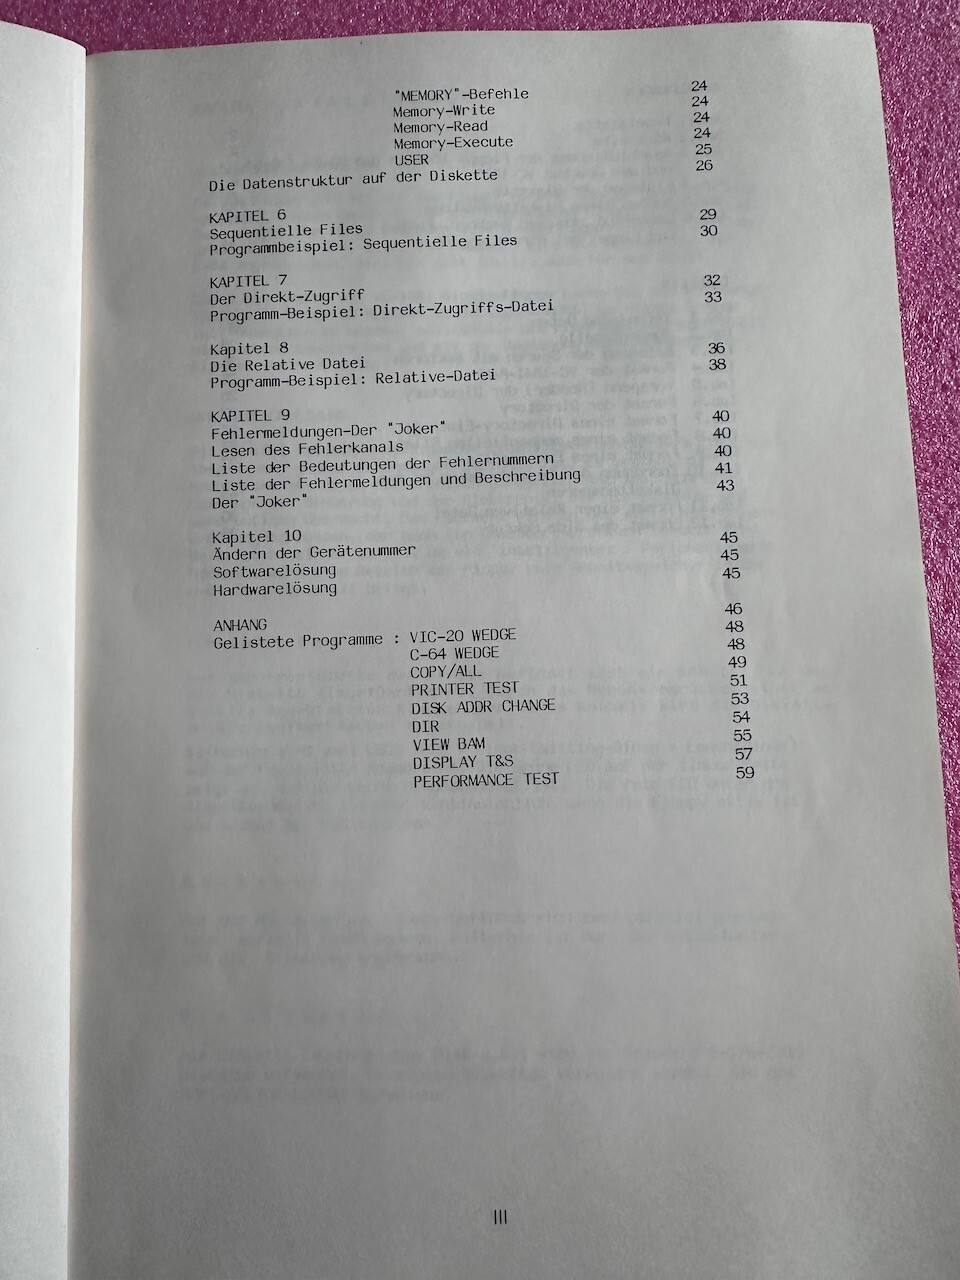 "MEMORY"-Befehle 24
Memory-Write 24
Memory-Read 24
Memory-Execute 24
USER 25
Die Datenstruktur auf der Diskette 26
KAPITEL 6
Sequentielle Files 29
Programmbeispiel: Sequentielle Files 30
KAPITEL 7
Der Direkt-Zugriff 32
Programm-Beispiel: Direkt-Zugriffs-Datei 33
Kapitel 8
Die Relative Datei 36
Programm-Beispiel: Relative-Datei 38
KAPITEL 9
Fehlermeldungen-Der "Joker" 40
Lesen des Fehlerkanals 40
Liste der Bedeutungen der Fehlernummern 40
Liste der Fehlermeldungen und Beschreibung 41
Der "Joker" 43
Kapitel 10
Ändern der Gerätenummer 45
Softwarelösung 45
Hardwarelösung 45
ANHANG 46
Gelistete Programme : VIC-20 WEDGE 48
C-64 WEDGE 48
COPY/ALL 49
PRINTER TEST 51
DISK ADDR CHANGE 53
DIR 54
VIEW BAM 55
DISPLAY T&S 57
PERFORMANCE TEST 59
III